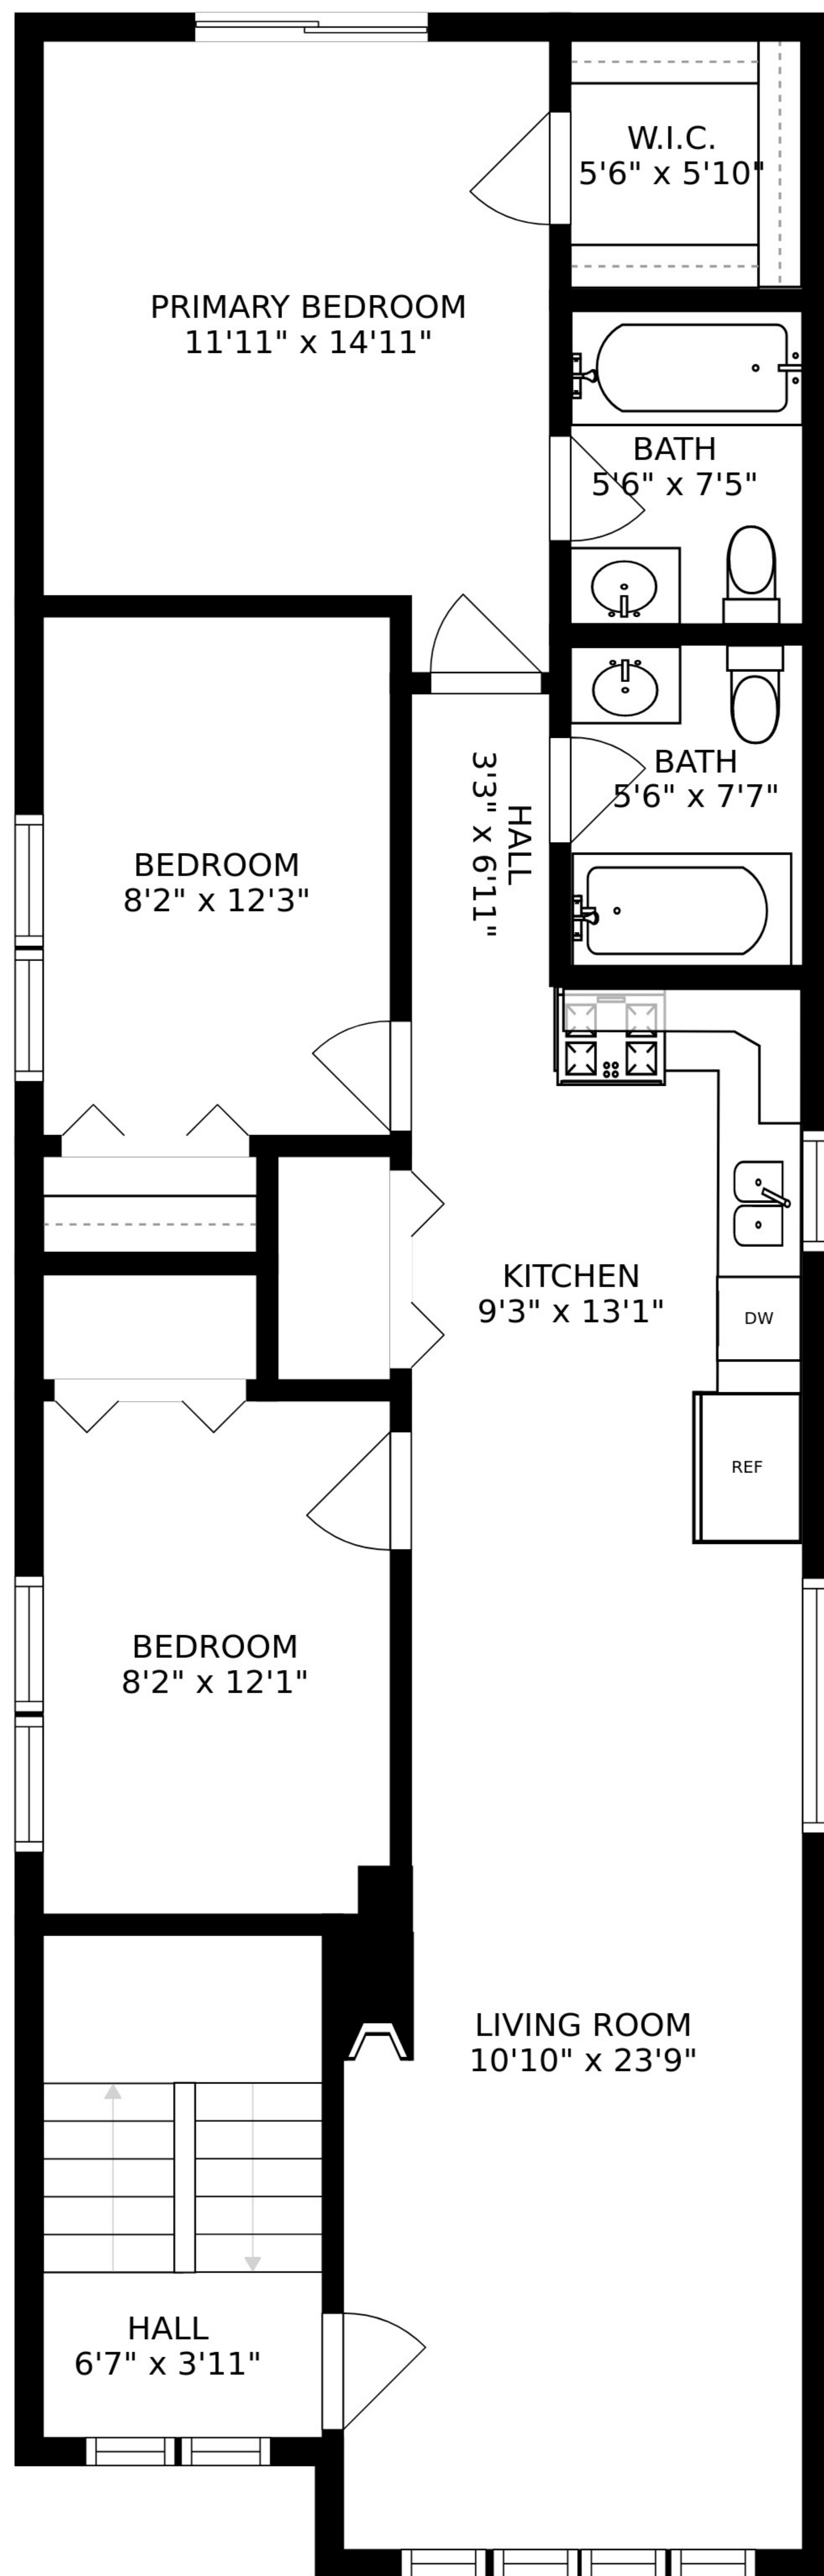 W.I.C.
5'6" x 5'10"
PRIMARY BEDROOM
11'11" x 14'11"
BATH
5'6" x 7'5"
BATH
5'6" x 7'7"
HALL
3'3" x 6'11"
BEDROOM
8'2" x 12'3"
KITCHEN
9'3" x 13'1"
DW
REF
BEDROOM
8'2" x 12'1"
LIVING ROOM
10'10" x 23'9"
HALL
6'7" x 3'11"